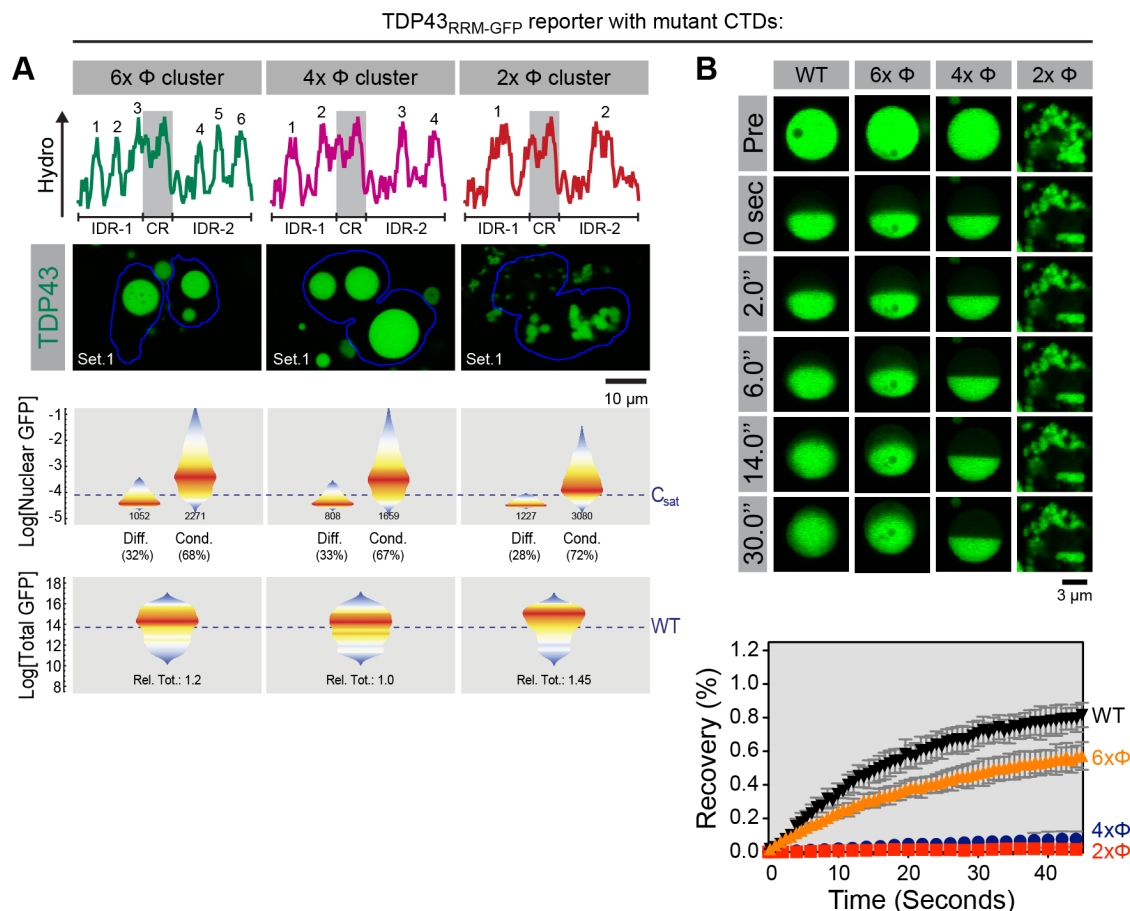 TDP43RRM-GFP reporter with mutant CTDs:
A
6x Φ cluster
4x Φ cluster
2x Φ cluster
Hydro
1 2 3 4 5 6
1 2 3 4
1 2
IDR-1 CR IDR-2
IDR-1 CR IDR-2
IDR-1 CR IDR-2
TDP43
Set.1
Set.1
Set.1
10 μm
Log[Nuclear GFP]
-1
-2
-3
-4
-5
Csat
1052 2271
808 1659
1227 3080
Diff. Cond.
(32%) (68%)
Diff. Cond.
(33%) (67%)
Diff. Cond.
(28%) (72%)
Log[Total GFP]
18
16
14
12
10
8
WT
Rel. Tot.: 1.2
Rel. Tot.: 1.0
Rel. Tot.: 1.45
B
WT 6x Φ 4x Φ 2x Φ
Pre
0 sec
2.0”
6.0”
14.0”
30.0”
3 μm
Recovery (%)
1.2
1.0
0.8
0.6
0.4
0.2
0.0
WT
6xΦ
4xΦ
2xΦ
0 10 20 30 40
Time (Seconds)